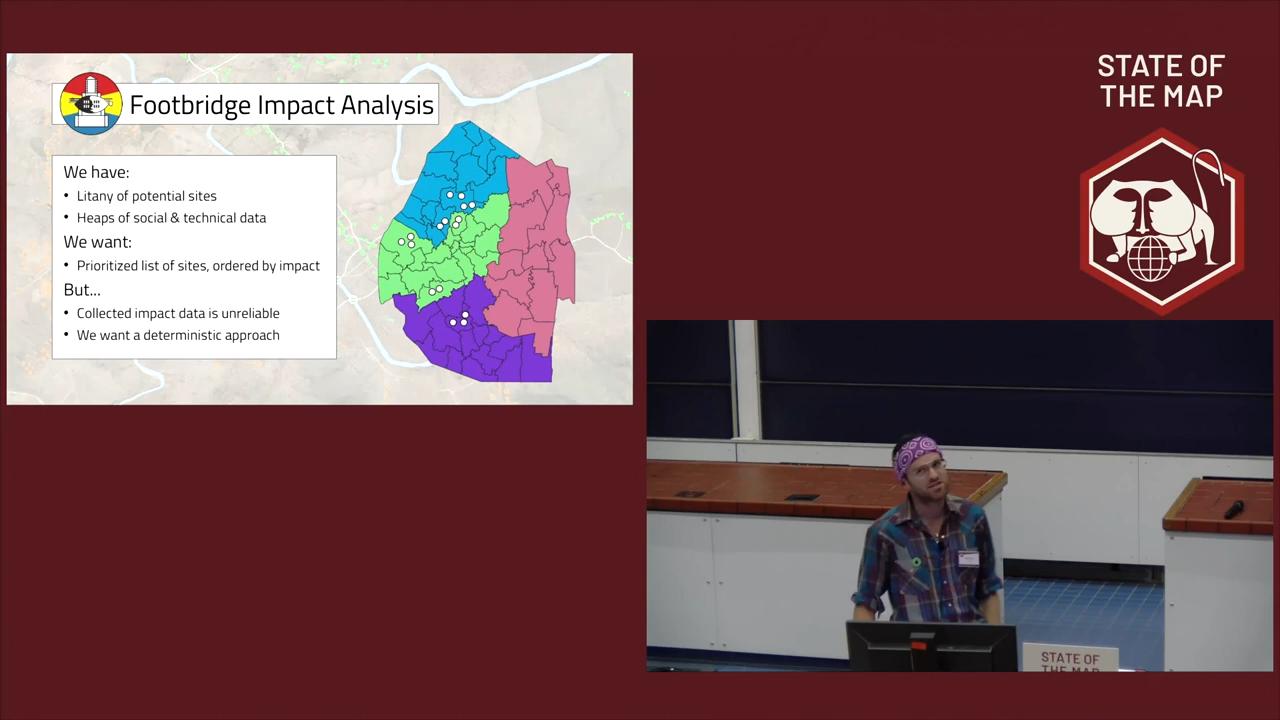 Footbridge Impact Analysis
We have:
• Litany of potential sites
• Heaps of social & technical data
We want:
• Prioritized list of sites, ordered by impact
But...
• Collected impact data is unreliable
• We want a deterministic approach
STATE OF
THE MAP
STATE OF
THE MAP